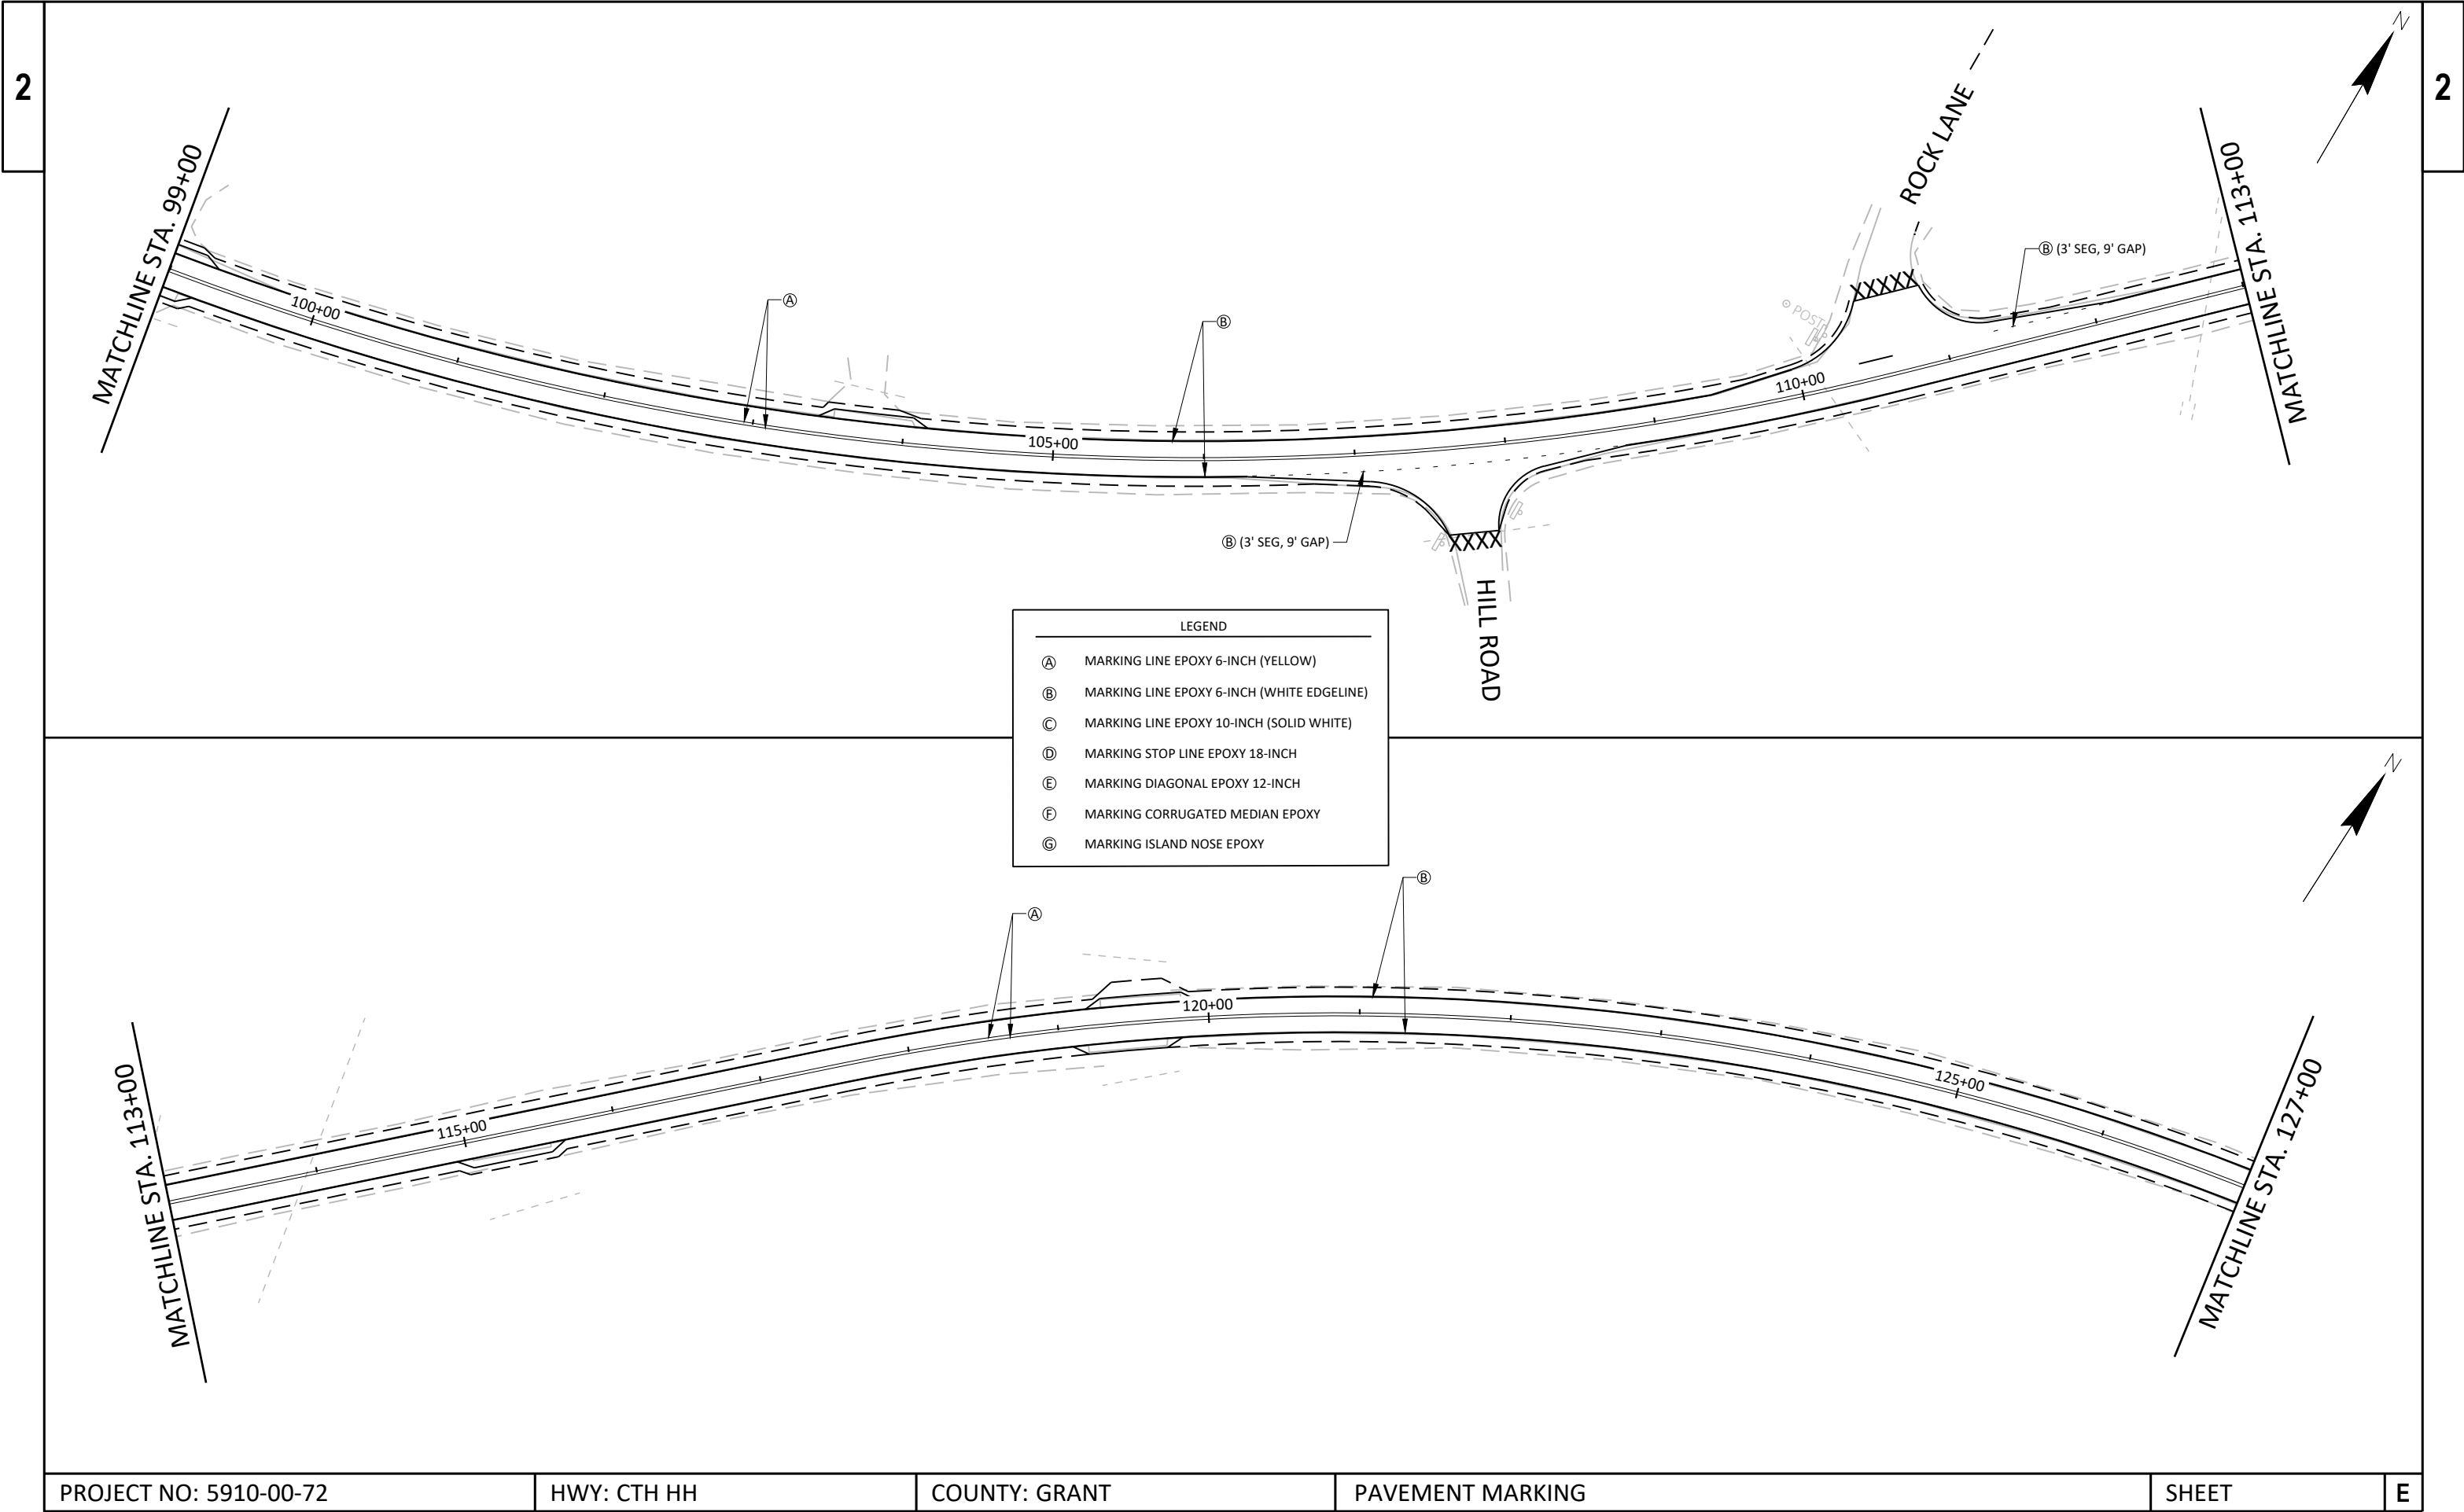 2
2
N
MATCHLINE STA. 99+00
100+00
Ⓐ
105+00
Ⓑ
Ⓑ (3' SEG, 9' GAP)
HILL ROAD
POST
110+00
ROCK LANE
XXXXX
XXXX
Ⓑ (3' SEG, 9' GAP)
MATCHLINE STA. 113+00
LEGEND
Ⓐ MARKING LINE EPOXY 6-INCH (YELLOW)
Ⓑ MARKING LINE EPOXY 6-INCH (WHITE EDGELINE)
Ⓒ MARKING LINE EPOXY 10-INCH (SOLID WHITE)
Ⓓ MARKING STOP LINE EPOXY 18-INCH
Ⓔ MARKING DIAGONAL EPOXY 12-INCH
Ⓕ MARKING CORRUGATED MEDIAN EPOXY
Ⓖ MARKING ISLAND NOSE EPOXY
N
MATCHLINE STA. 113+00
115+00
Ⓐ
120+00
Ⓑ
125+00
MATCHLINE STA. 127+00
PROJECT NO: 5910-00-72
HWY: CTH HH
COUNTY: GRANT
PAVEMENT MARKING
SHEET
E